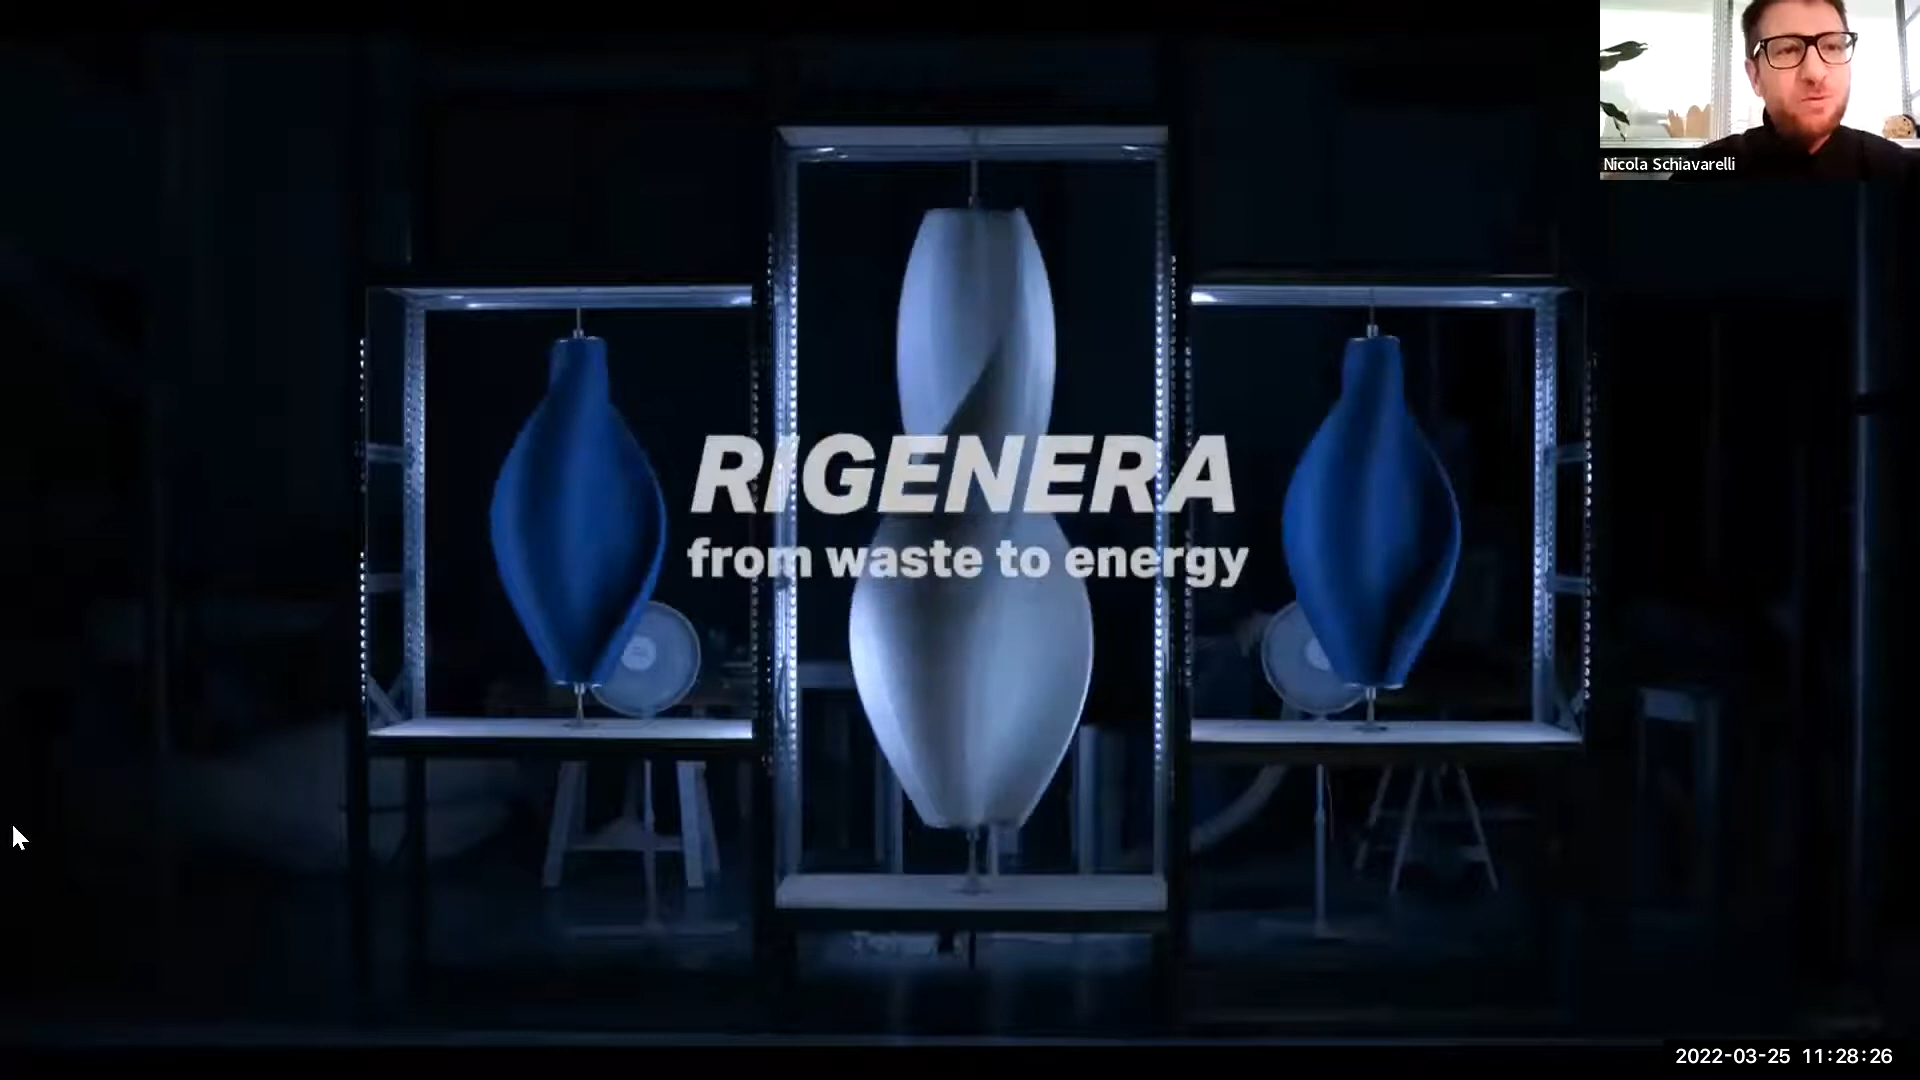 Nicola Schiavarelli
RIGENERA
from waste to energy
2022-03-25 11:28:26